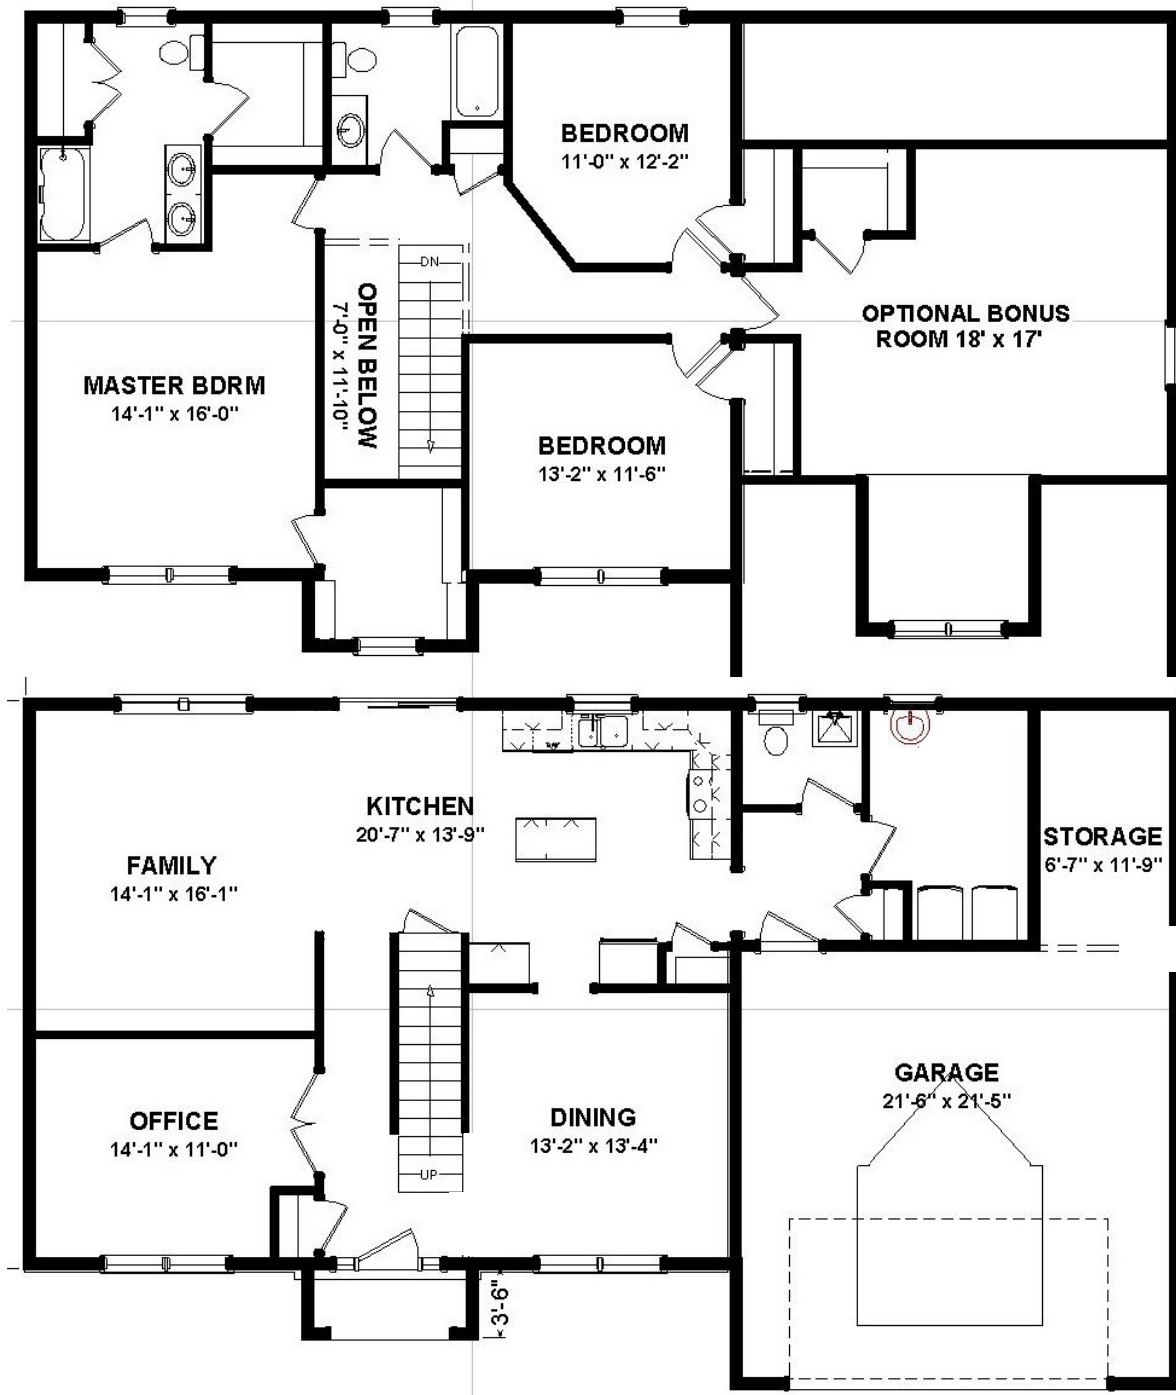 BEDROOM
11'-0" x 12'-2"
DN
OPEN BELOW
7'-0" x 11'-10"
OPTIONAL BONUS
ROOM 18' x 17'
MASTER BDRM
14'-1" x 16'-0"
BEDROOM
13'-2" x 11'-6"
KITCHEN
20'-7" x 13'-9"
FAMILY
14'-1" x 16'-1"
STORAGE
6'-7" x 11'-9"
GARAGE
21'-6" x 21'-5"
OFFICE
14'-1" x 11'-0"
DINING
13'-2" x 13'-4"
UP
3'-6"